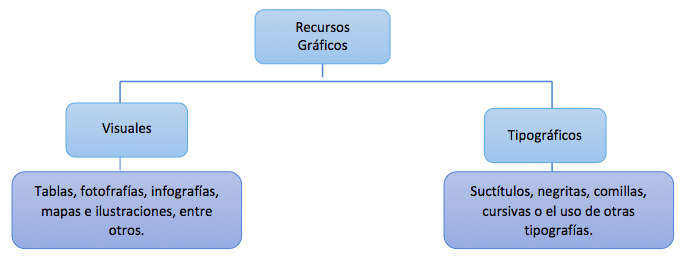 Recursos
Gráficos
Visuales
Tipográficos
Tablas, fotofrafías, infografías,
mapas e ilustraciones, entre
otros.
Suctítulos, negritas, comillas,
cursivas o el uso de otras
tipografías.